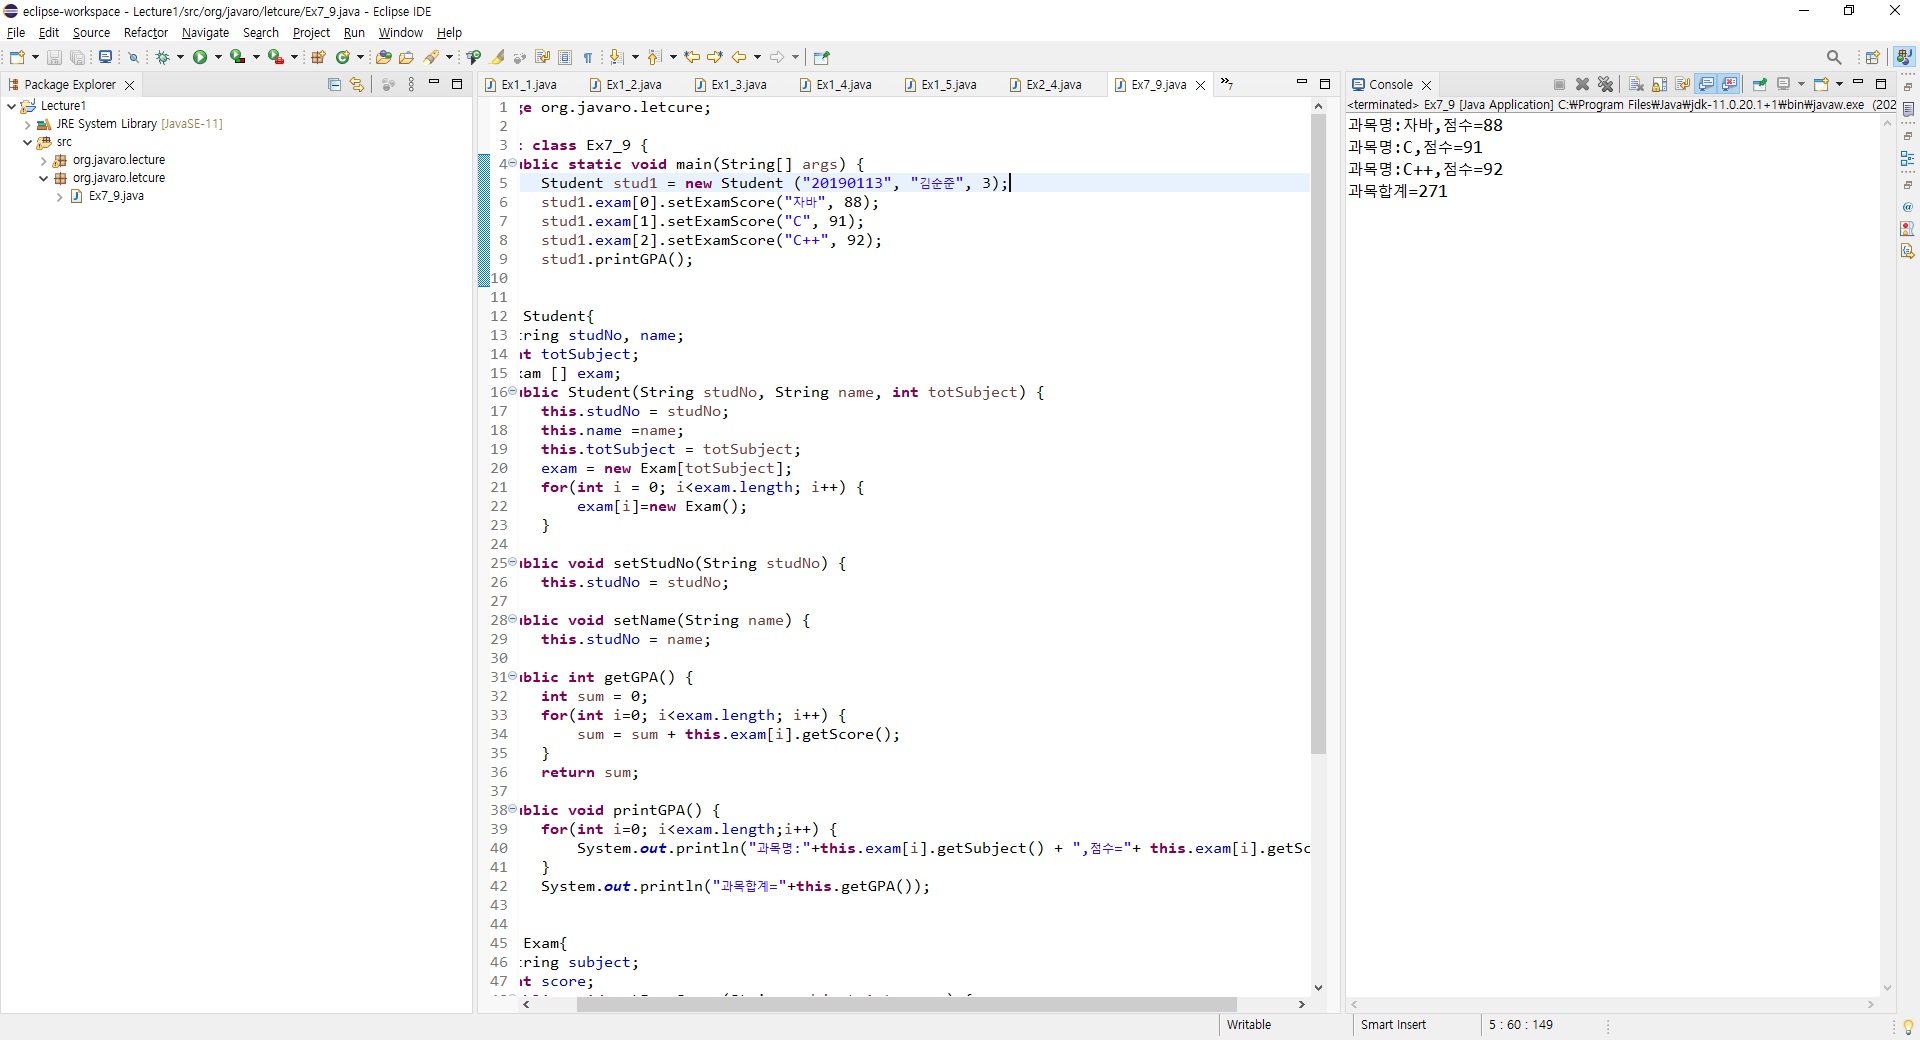 eclipse-workspace - Lecture1/src/org/javaro/letcure/Ex7_9.java - Eclipse IDE
File Edit Source Refactor Navigate Search Project Run Window Help
Package Explorer
Lecture1
JRE System Library [JavaSE-11]
src
org.javaro.lecture
org.javaro.letcure
Ex7_9.java
Ex1_1.java Ex1_2.java Ex1_3.java Ex1_4.java Ex1_5.java Ex2_4.java Ex7_9.java »7
1 ge org.javaro.letcure;
2
3 : class Ex7_9 {
4 ublic static void main(String[] args) {
5 Student stud1 = new Student ("20190113", "김순준", 3);
6 stud1.exam[0].setExamScore("자바", 88);
7 stud1.exam[1].setExamScore("C", 91);
8 stud1.exam[2].setExamScore("C++", 92);
9 stud1.printGPA();
10
11
12 Student{
13 tring studNo, name;
14 nt totSubject;
15 xam [] exam;
16 ublic Student(String studNo, String name, int totSubject) {
17 this.studNo = studNo;
18 this.name =name;
19 this.totSubject = totSubject;
20 exam = new Exam[totSubject];
21 for(int i = 0; i<exam.length; i++) {
22 exam[i]=new Exam();
23 }
24
25 ublic void setStudNo(String studNo) {
26 this.studNo = studNo;
27
28 ublic void setName(String name) {
29 this.studNo = name;
30
31 ublic int getGPA() {
32 int sum = 0;
33 for(int i=0; i<exam.length; i++) {
34 sum = sum + this.exam[i].getScore();
35 }
36 return sum;
37
38 ublic void printGPA() {
39 for(int i=0; i<exam.length;i++) {
40 System.out.println("과목명:"+this.exam[i].getSubject() + ",점수="+ this.exam[i].getSc
41 }
42 System.out.println("과목합계="+this.getGPA());
43
44
45 Exam{
46 tring subject;
47 nt score;
Console
<terminated> Ex7_9 [Java Application] C:₩Program Files₩Java₩jdk-11.0.20.1+1₩bin₩javaw.exe (202
과목명:자바,점수=88
과목명:C,점수=91
과목명:C++,점수=92
과목합계=271
Writable Smart Insert 5 : 60 : 149